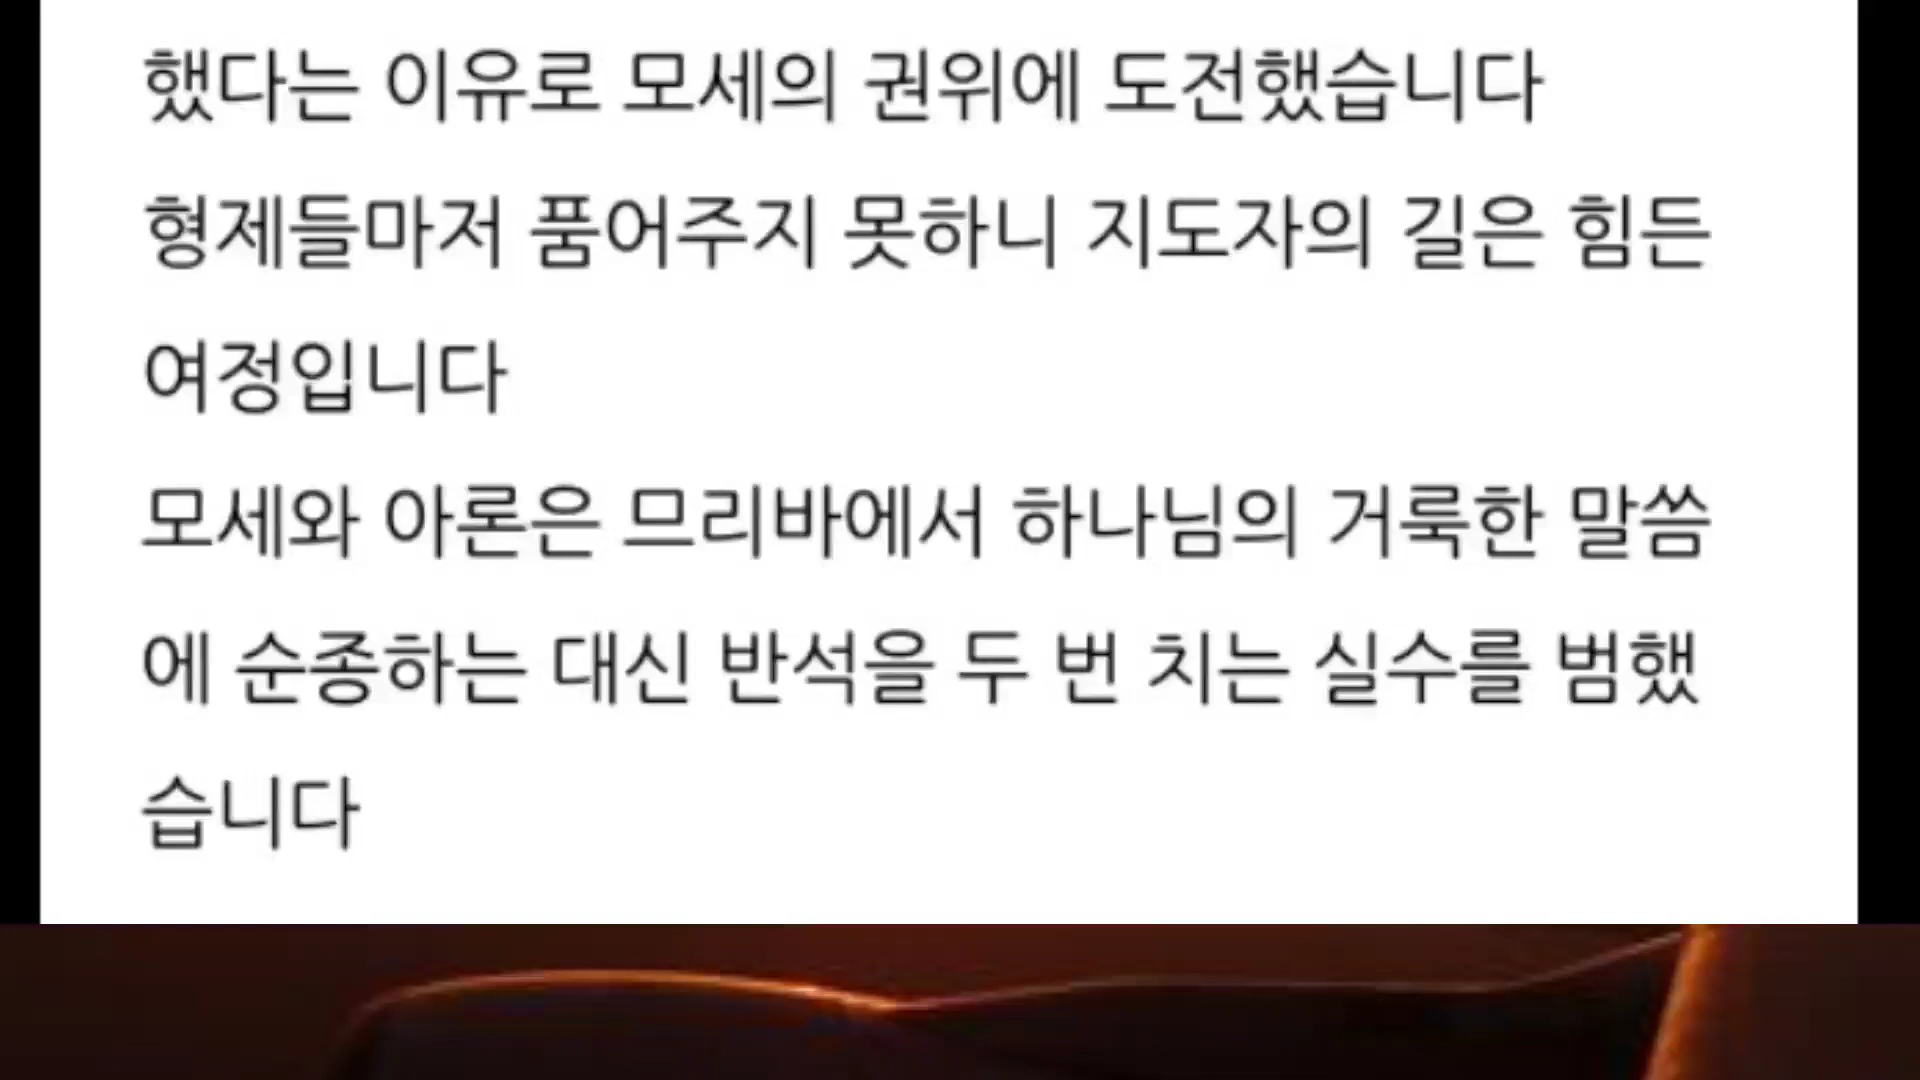 했다는 이유로 모세의 권위에 도전했습니다
형제들마저 품어주지 못하니 지도자의 길은 힘든
여정입니다
모세와 아론은 므리바에서 하나님의 거룩한 말씀
에 순종하는 대신 반석을 두 번 치는 실수를 범했
습니다